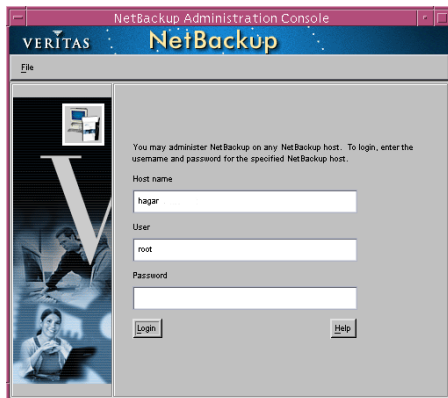 NetBackup Administration Console
VERITAS NetBackup
File
You may administer NetBackup on any NetBackup host. To login, enter the
username and password for the specified NetBackup host.
Host name
hagar
User
root
Password
Login Help